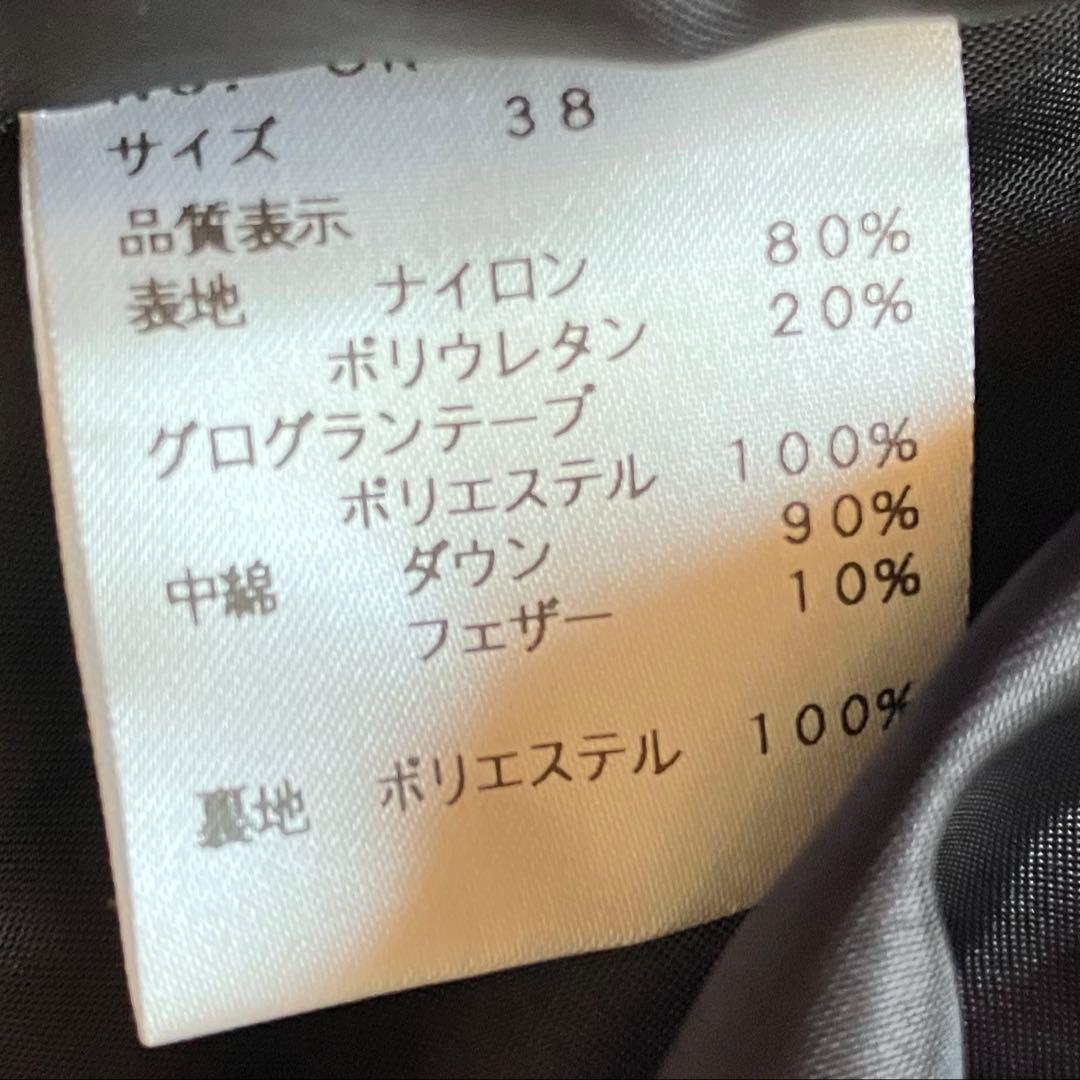 サイズ 38
品質表示
表地 ナイロン 80%
ポリウレタン 20%
グログランテープ
ポリエステル 100%
中綿 ダウン 90%
フェザー 10%
裏地 ポリエステル 100%